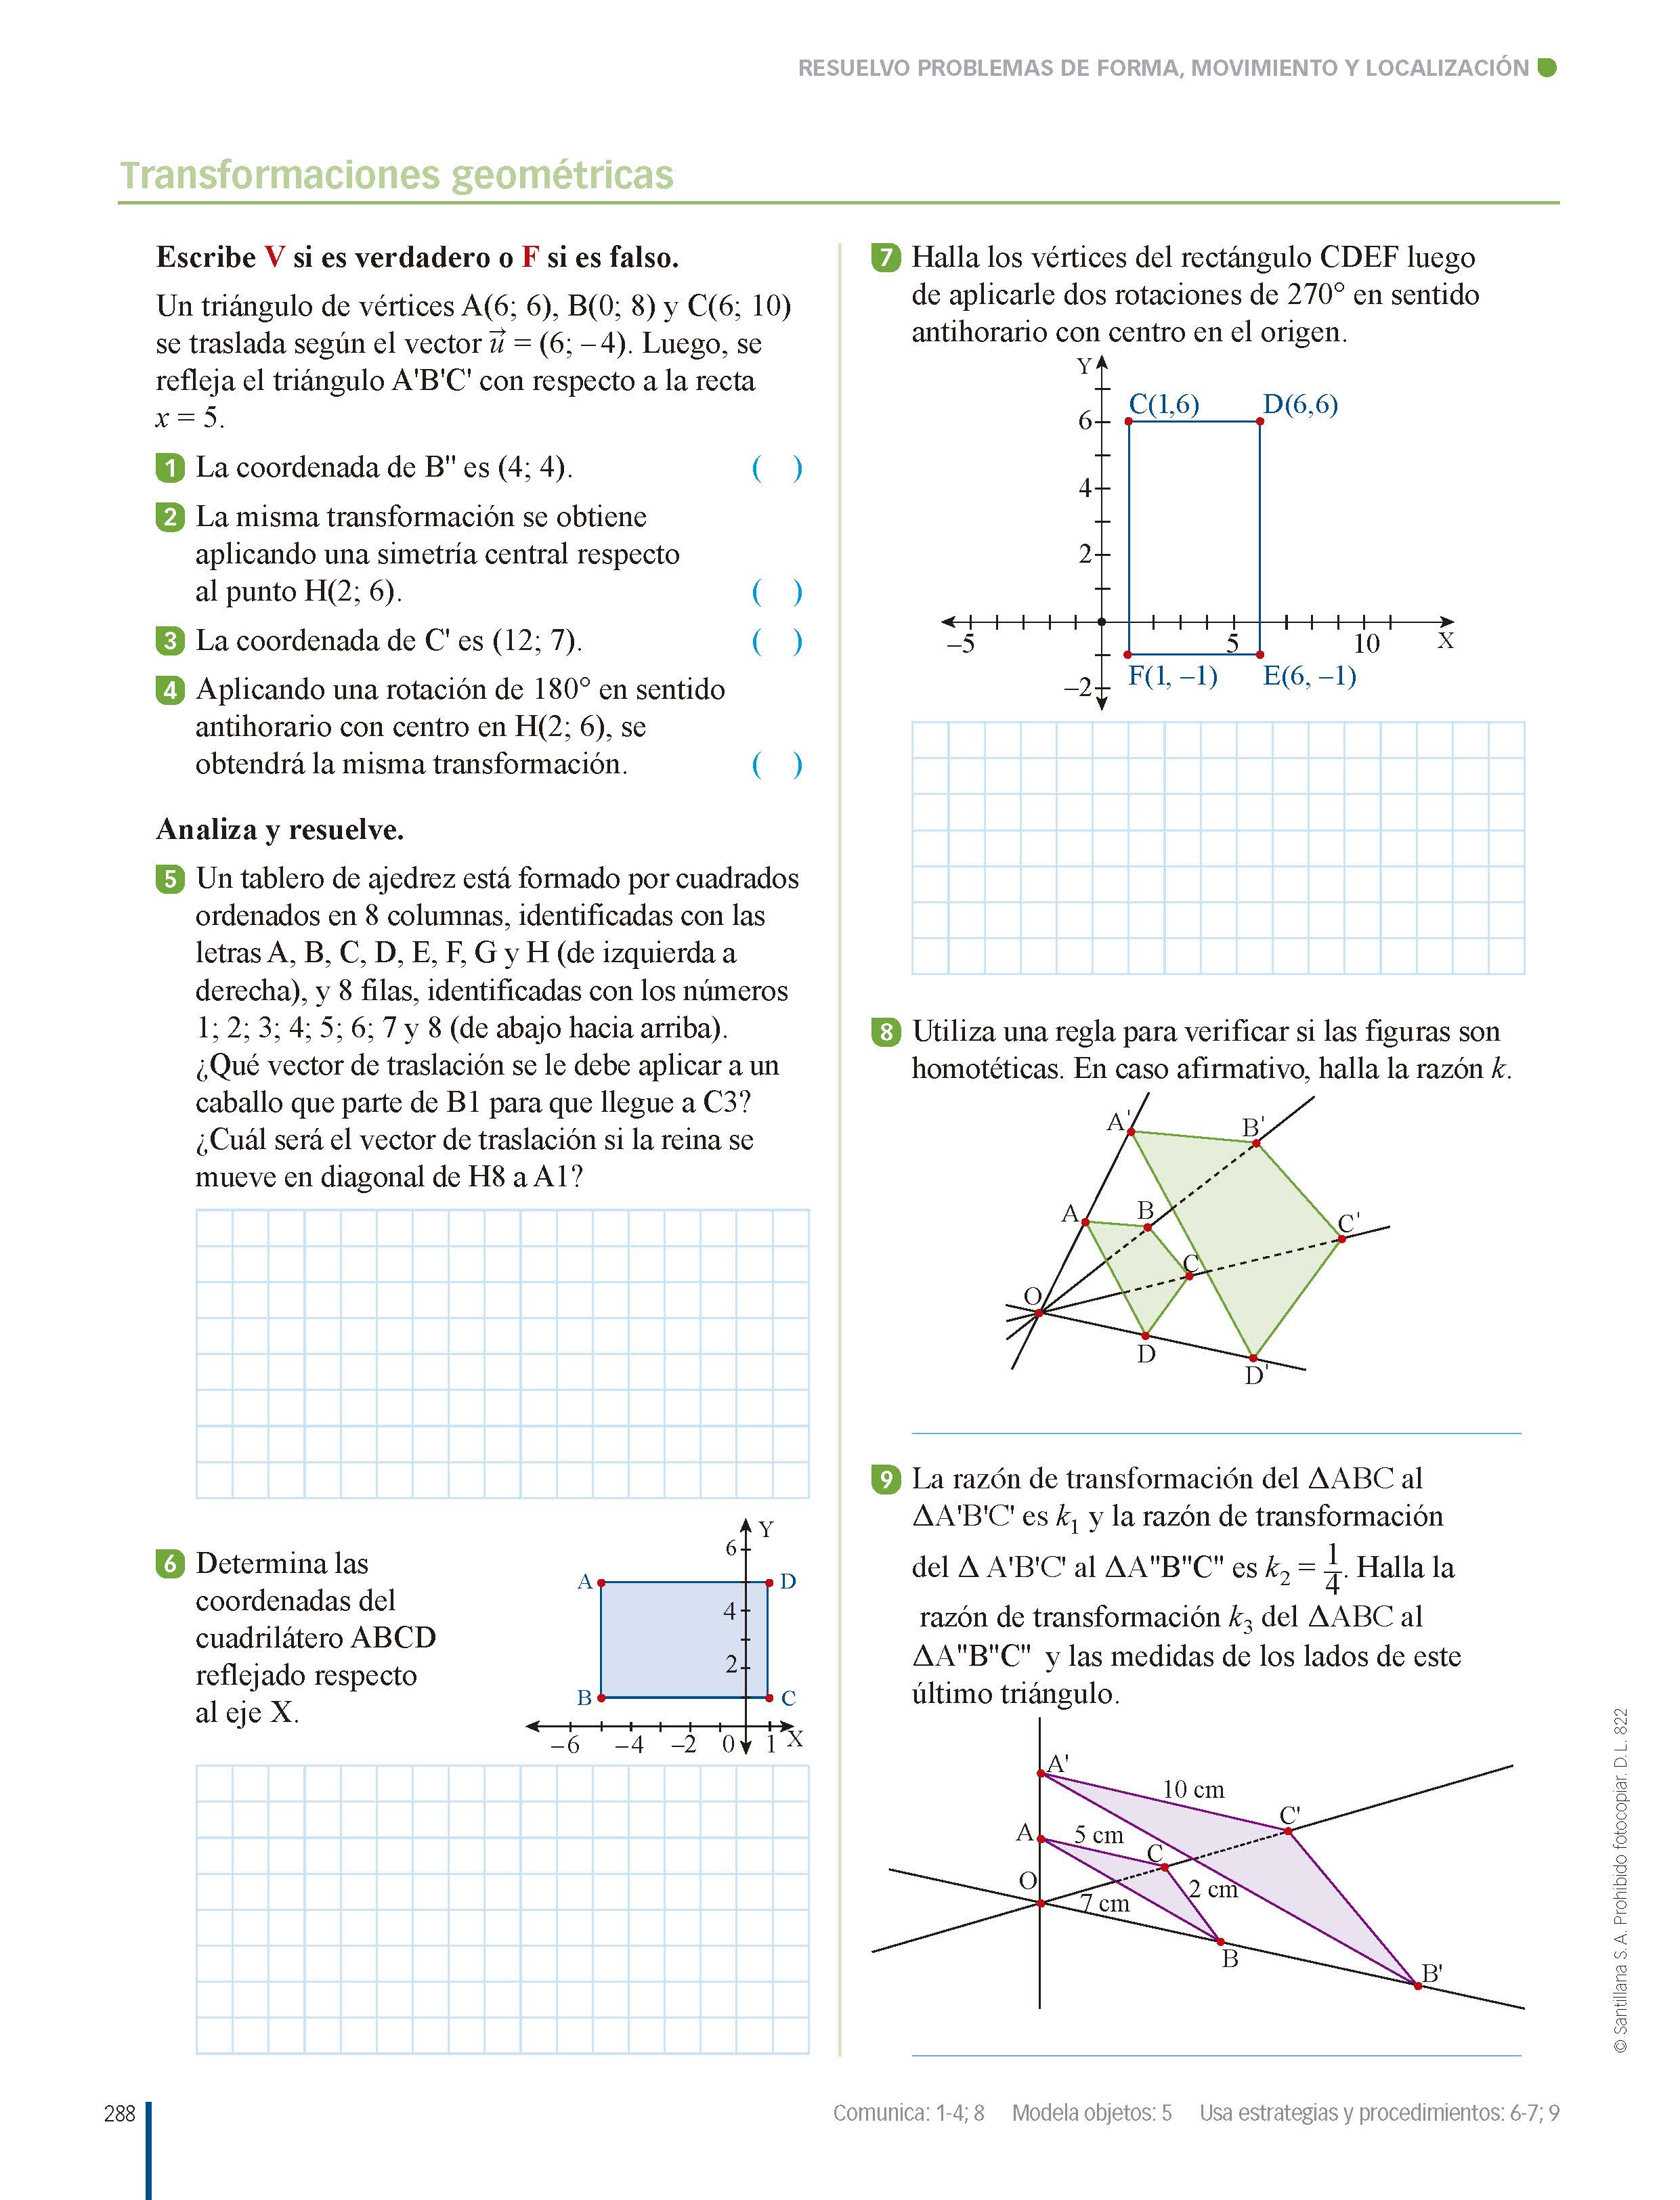 RESUELVO PROBLEMAS DE FORMA, MOVIMIENTO Y LOCALIZACIÓN
Transformaciones geométricas
Escribe V si es verdadero o F si es falso.
Un triángulo de vértices A(6; 6), B(0; 8) y C(6; 10)
se traslada según el vector u⃗ = (6; –4). Luego, se
refleja el triángulo A'B'C' con respecto a la recta
x = 5.
1 La coordenada de B" es (4; 4). ( )
2 La misma transformación se obtiene
aplicando una simetría central respecto
al punto H(2; 6). ( )
3 La coordenada de C' es (12; 7). ( )
4 Aplicando una rotación de 180° en sentido
antihorario con centro en H(2; 6), se
obtendrá la misma transformación. ( )
Analiza y resuelve.
5 Un tablero de ajedrez está formado por cuadrados
ordenados en 8 columnas, identificadas con las
letras A, B, C, D, E, F, G y H (de izquierda a
derecha), y 8 filas, identificadas con los números
1; 2; 3; 4; 5; 6; 7 y 8 (de abajo hacia arriba).
¿Qué vector de traslación se le debe aplicar a un
caballo que parte de B1 para que llegue a C3?
¿Cuál será el vector de traslación si la reina se
mueve en diagonal de H8 a A1?
6 Determina las
coordenadas del
cuadrilátero ABCD
reflejado respecto
al eje X.
Y
6
A D
4
2
B C
–6 –4 –2 0 1 X
7 Halla los vértices del rectángulo CDEF luego
de aplicarle dos rotaciones de 270° en sentido
antihorario con centro en el origen.
Y
C(1,6) D(6,6)
6
4
2
–5 5 10 X
–2 F(1, –1) E(6, –1)
8 Utiliza una regla para verificar si las figuras son
homotéticas. En caso afirmativo, halla la razón k.
A' B'
A B C'
C
O
D
D'
9 La razón de transformación del ΔABC al
ΔA'B'C' es k₁ y la razón de transformación
del Δ A'B'C' al ΔA"B"C" es k₂ = 1/4. Halla la
razón de transformación k₃ del ΔABC al
ΔA"B"C" y las medidas de los lados de este
último triángulo.
A'
10 cm
C'
A 5 cm
C
O 2 cm
7 cm
B
B'
© Santillana S. A. Prohibido fotocopiar. D. L. 822
288
Comunica: 1-4; 8 Modela objetos: 5 Usa estrategias y procedimientos: 6-7; 9